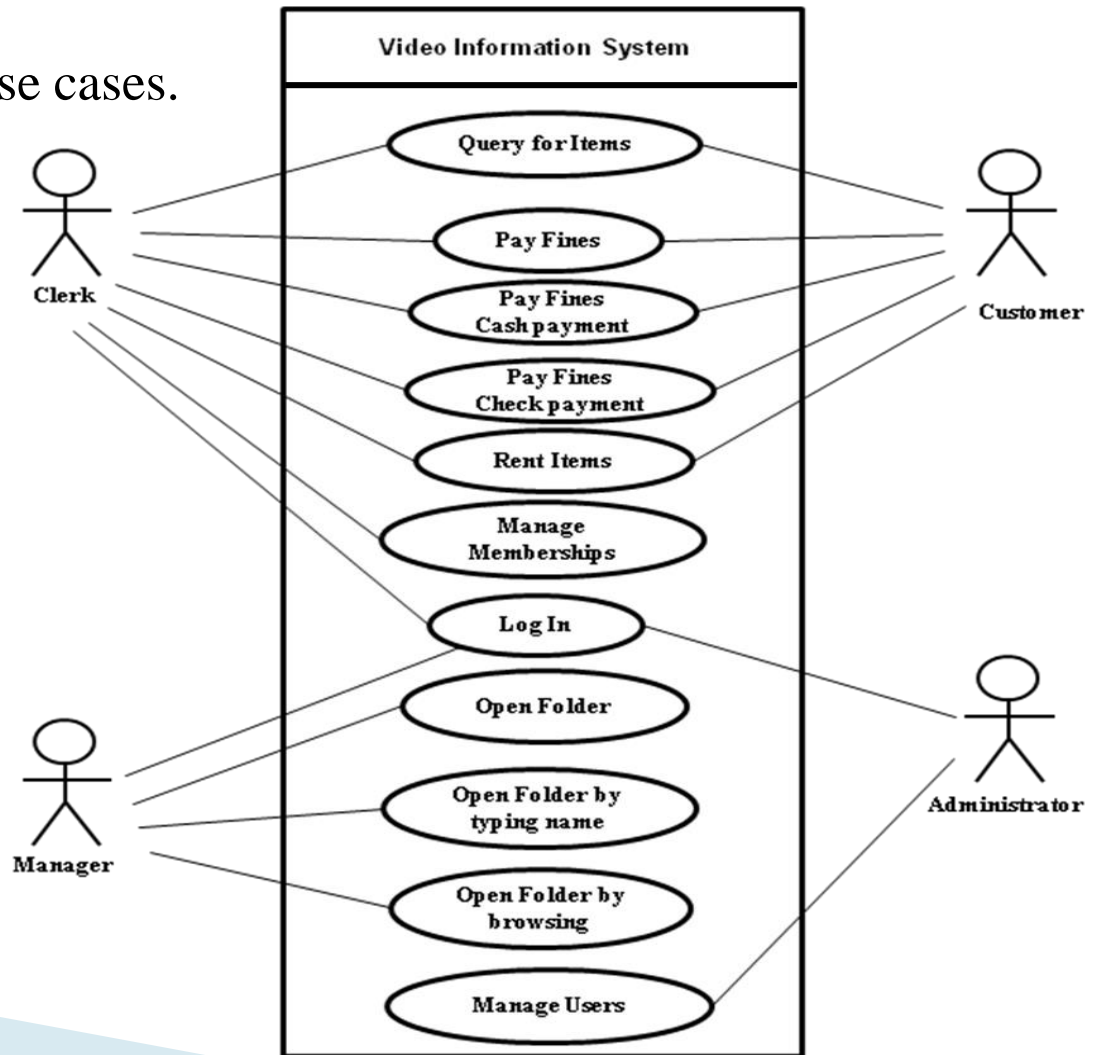 se cases.
Video Information System
Query for Items
Pay Fines
Pay Fines
Cash payment
Pay Fines
Check payment
Rent Items
Manage
Memberships
Log In
Open Folder
Open Folder by
typing name
Open Folder by
browsing
Manage Users
Clerk
Customer
Manager
Administrator